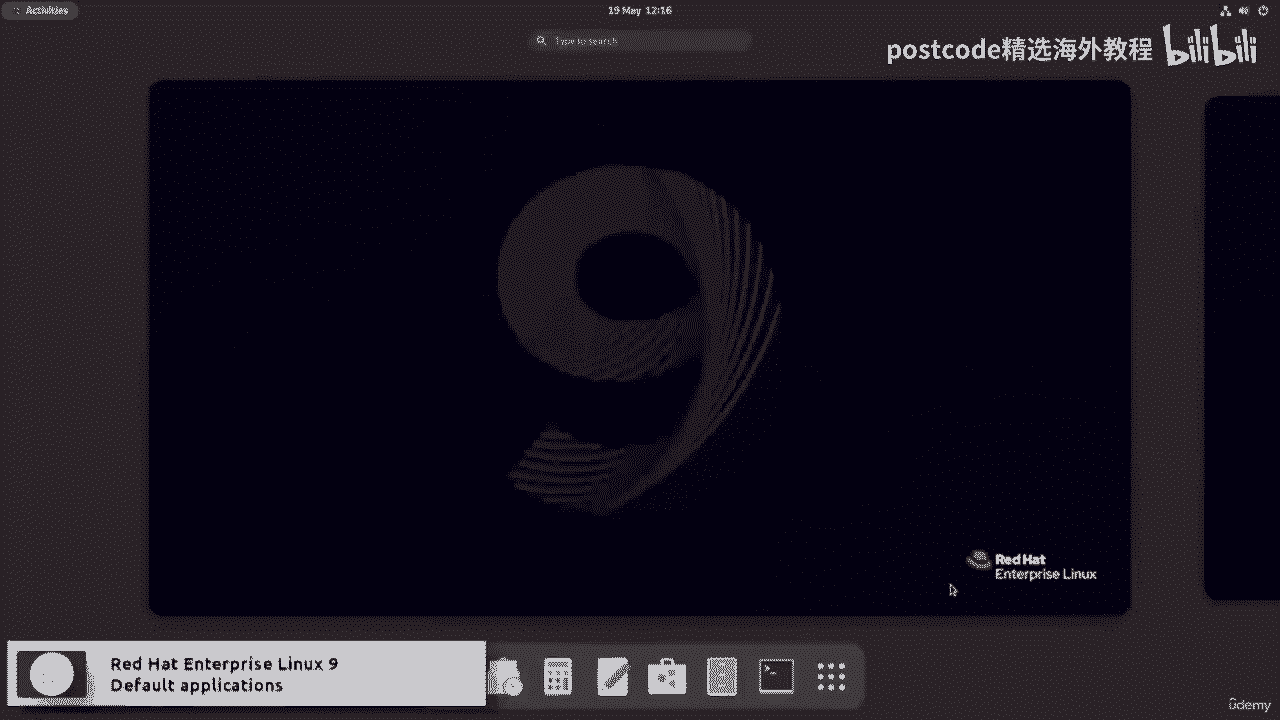 Activities
19 May 12:16
Type to search
postcode精选海外教程
bilibili
Red Hat
Enterprise Linux
Red Hat Enterprise Linux 9
Default applications
9
ûdemy